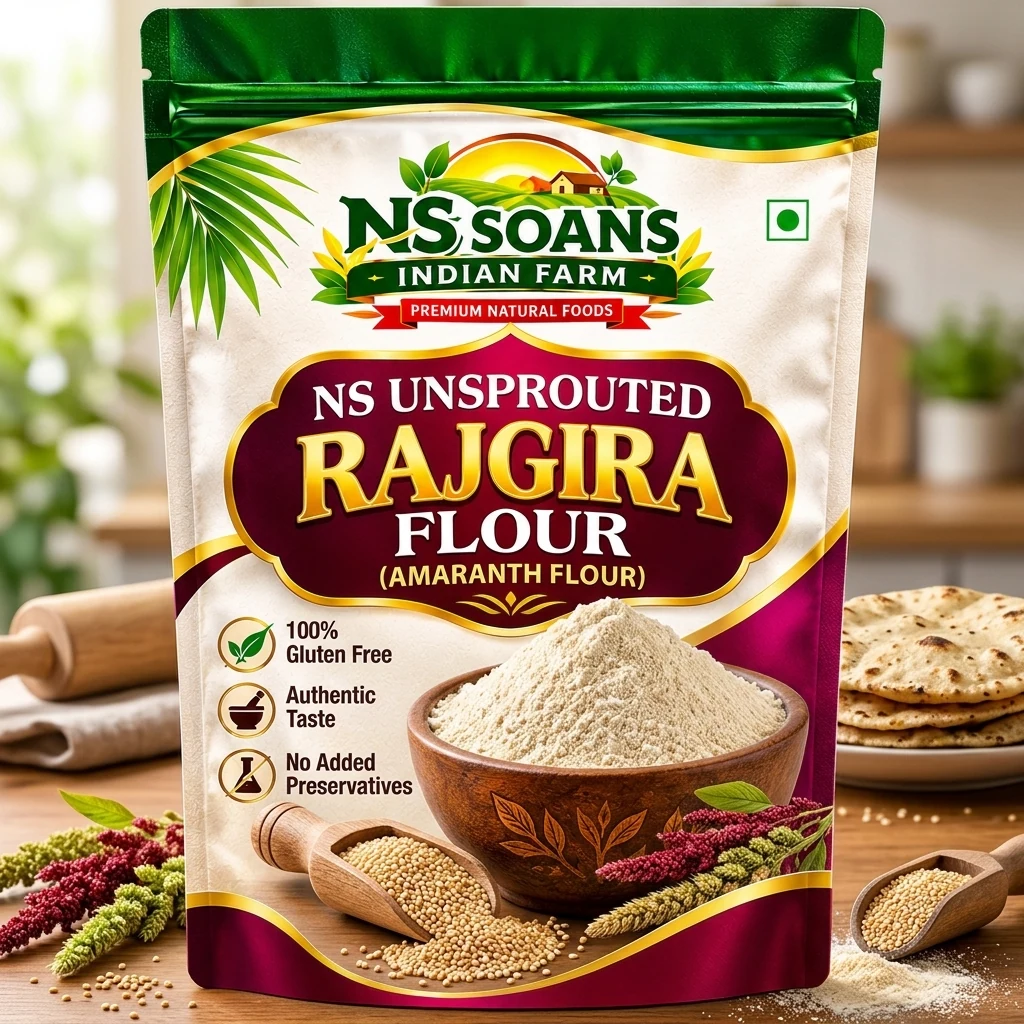 NS SOANS
INDIAN FARM
PREMIUM NATURAL FOODS
NS UNSPROUTED
RAJGIRA
FLOUR
(AMARANTH FLOUR)
100%
Gluten Free
Authentic
Taste
No Added
Preservatives